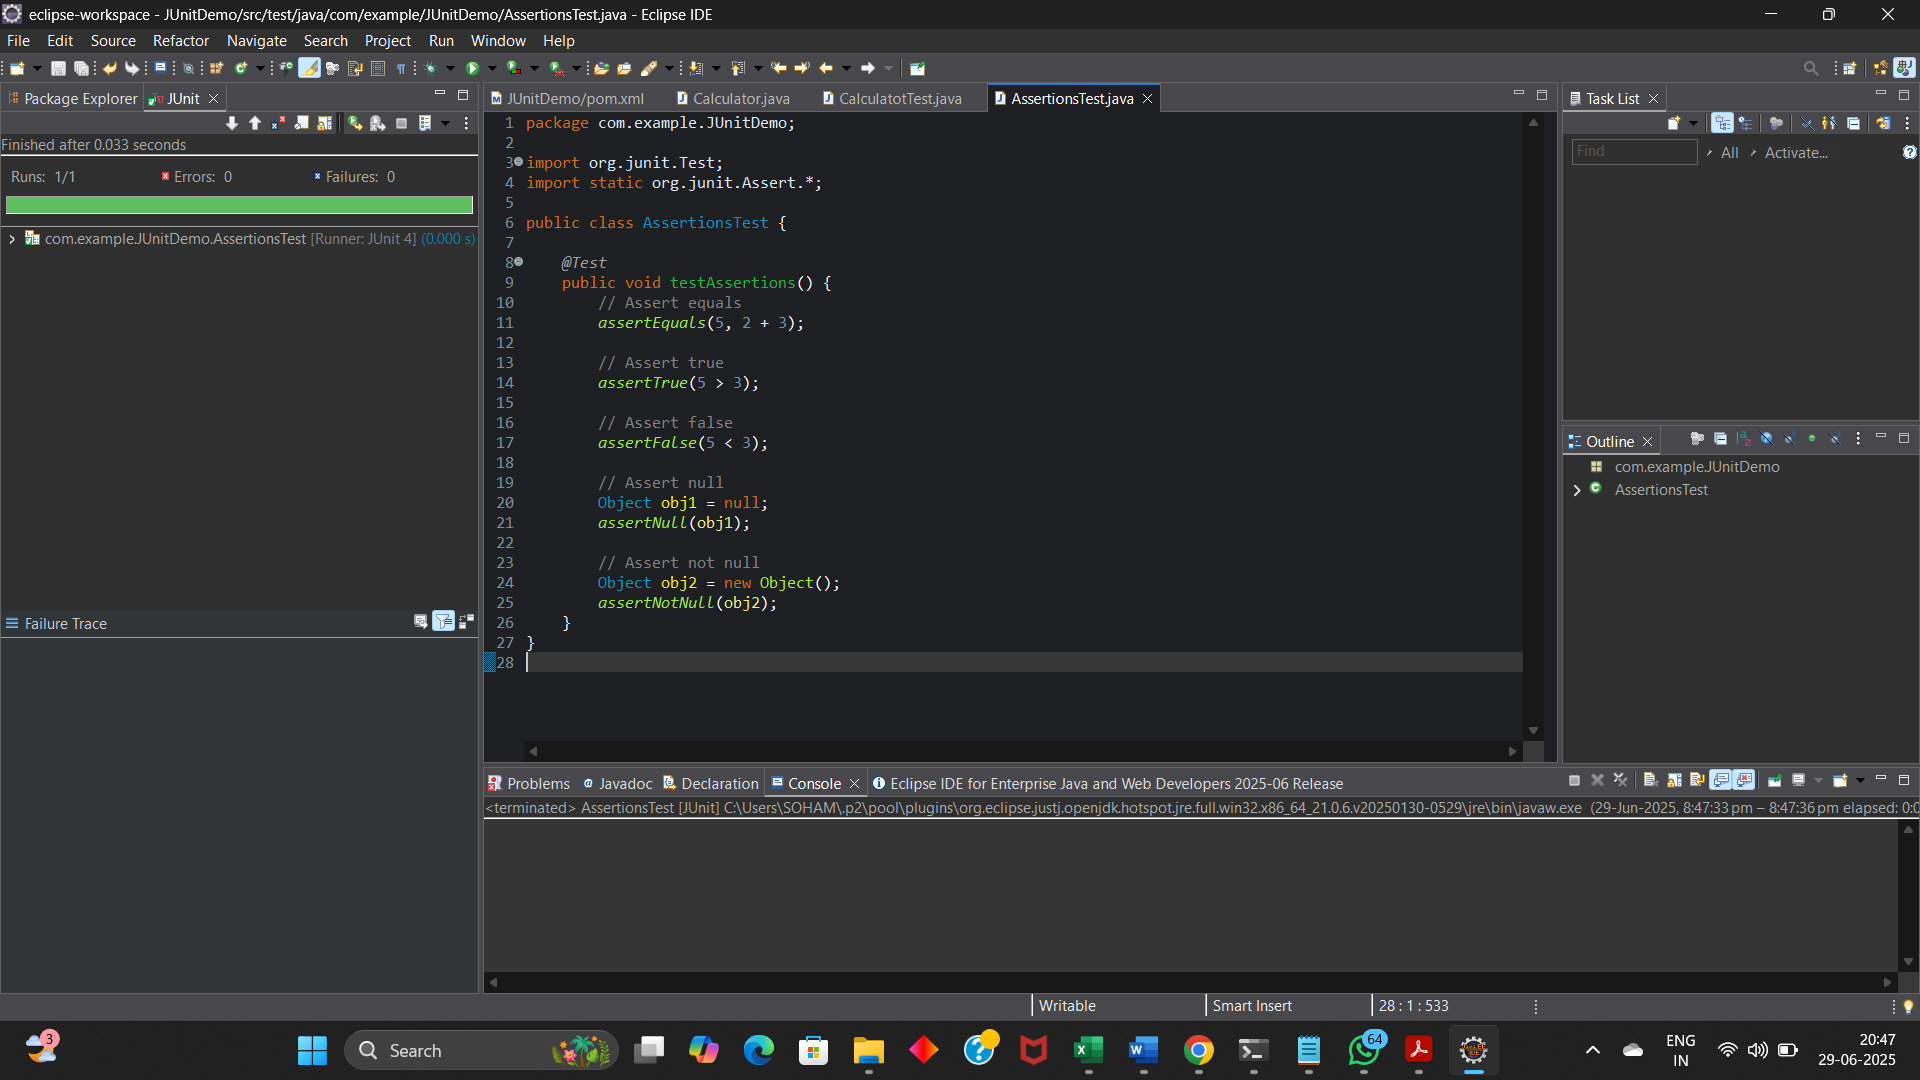 eclipse-workspace - JUnitDemo/src/test/java/com/example/JUnitDemo/AssertionsTest.java - Eclipse IDE
File Edit Source Refactor Navigate Search Project Run Window Help
Package Explorer JUnit
Finished after 0.033 seconds
Runs: 1/1 Errors: 0 Failures: 0
com.example.JUnitDemo.AssertionsTest [Runner: JUnit 4] (0.000 s)
Failure Trace
JUnitDemo/pom.xml Calculator.java CalculatotTest.java AssertionsTest.java
1 package com.example.JUnitDemo;
2
3 import org.junit.Test;
4 import static org.junit.Assert.*;
5
6 public class AssertionsTest {
7
8 @Test
9 public void testAssertions() {
10 // Assert equals
11 assertEquals(5, 2 + 3);
12
13 // Assert true
14 assertTrue(5 > 3);
15
16 // Assert false
17 assertFalse(5 < 3);
18
19 // Assert null
20 Object obj1 = null;
21 assertNull(obj1);
22
23 // Assert not null
24 Object obj2 = new Object();
25 assertNotNull(obj2);
26 }
27 }
28
Task List
Find All Activate...
Outline
com.example.JUnitDemo
AssertionsTest
Problems Javadoc Declaration Console Eclipse IDE for Enterprise Java and Web Developers 2025-06 Release
<terminated> AssertionsTest [JUnit] C:\Users\SOHAM\.p2\pool\plugins\org.eclipse.justj.openjdk.hotspot.jre.full.win32.x86_64_21.0.6.v20250130-0529\jre\bin\javaw.exe (29-Jun-2025, 8:47:33 pm – 8:47:36 pm elapsed: 0:0
Writable Smart Insert 28 : 1 : 533
3
Search
64
ENG
IN
20:47
29-06-2025